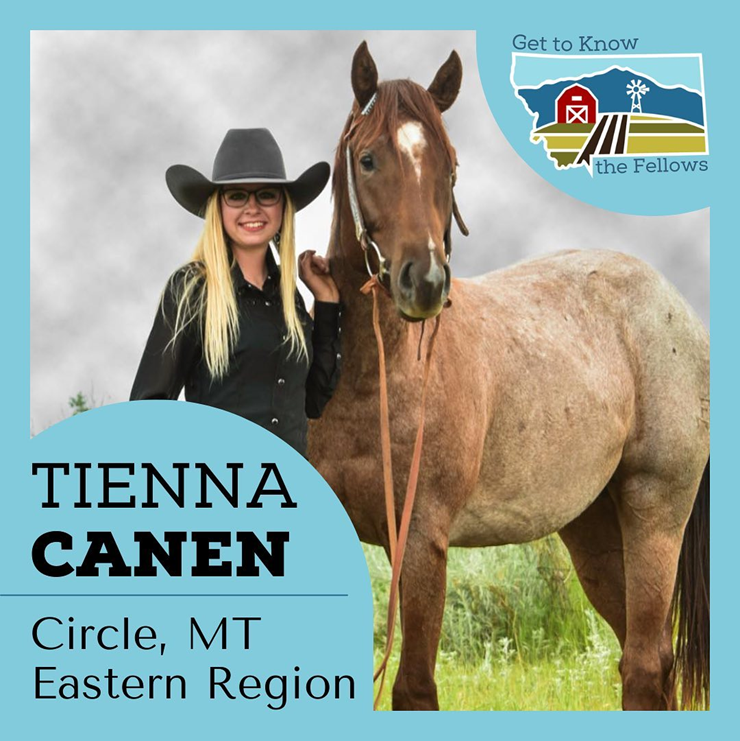 Get to Know
the Fellows
TIENNA
CANEN
Circle, MT
Eastern Region